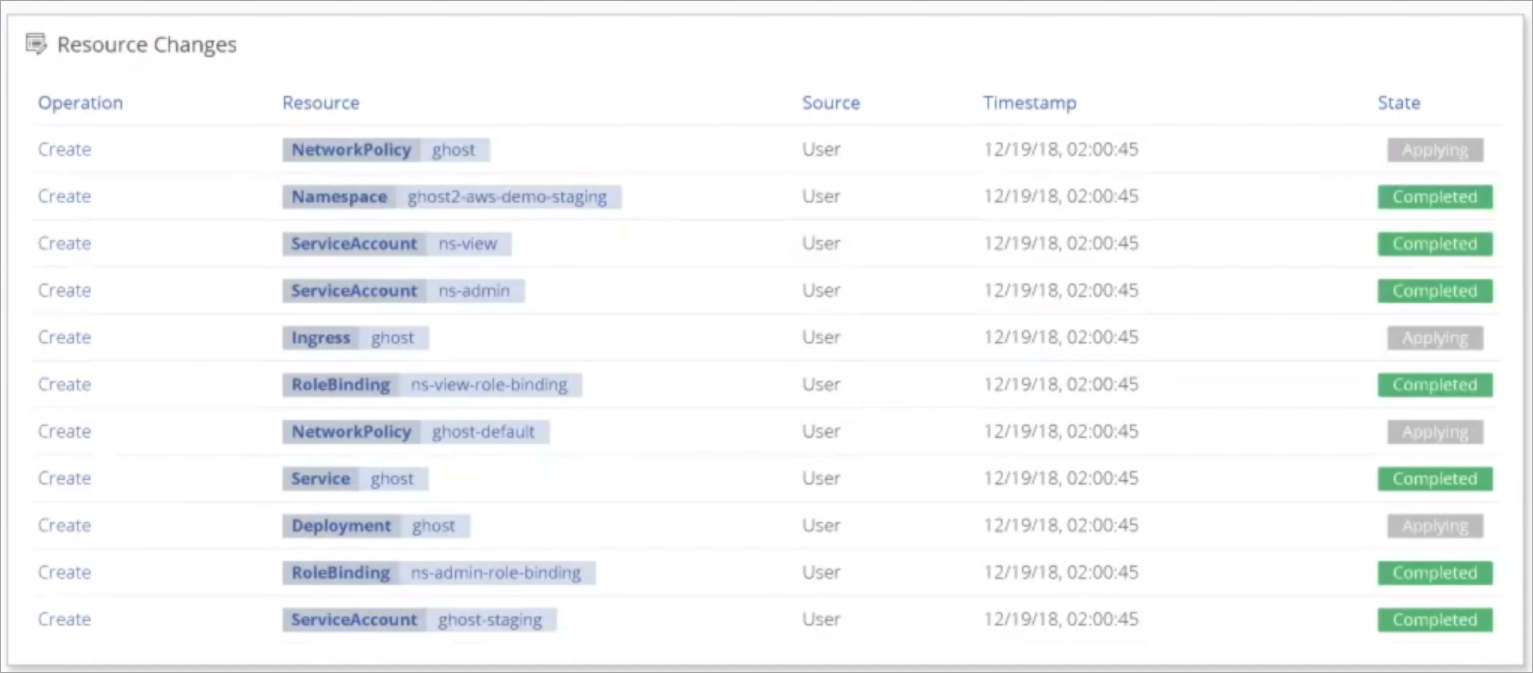 Resource Changes
Operation Resource Source Timestamp State
Create NetworkPolicy ghost User 12/19/18, 02:00:45 Applying
Create Namespace ghost2-aws-demo-staging User 12/19/18, 02:00:45 Completed
Create ServiceAccount ns-view User 12/19/18, 02:00:45 Completed
Create ServiceAccount ns-admin User 12/19/18, 02:00:45 Completed
Create Ingress ghost User 12/19/18, 02:00:45 Applying
Create RoleBinding ns-view-role-binding User 12/19/18, 02:00:45 Completed
Create NetworkPolicy ghost-default User 12/19/18, 02:00:45 Applying
Create Service ghost User 12/19/18, 02:00:45 Completed
Create Deployment ghost User 12/19/18, 02:00:45 Applying
Create RoleBinding ns-admin-role-binding User 12/19/18, 02:00:45 Completed
Create ServiceAccount ghost-staging User 12/19/18, 02:00:45 Completed